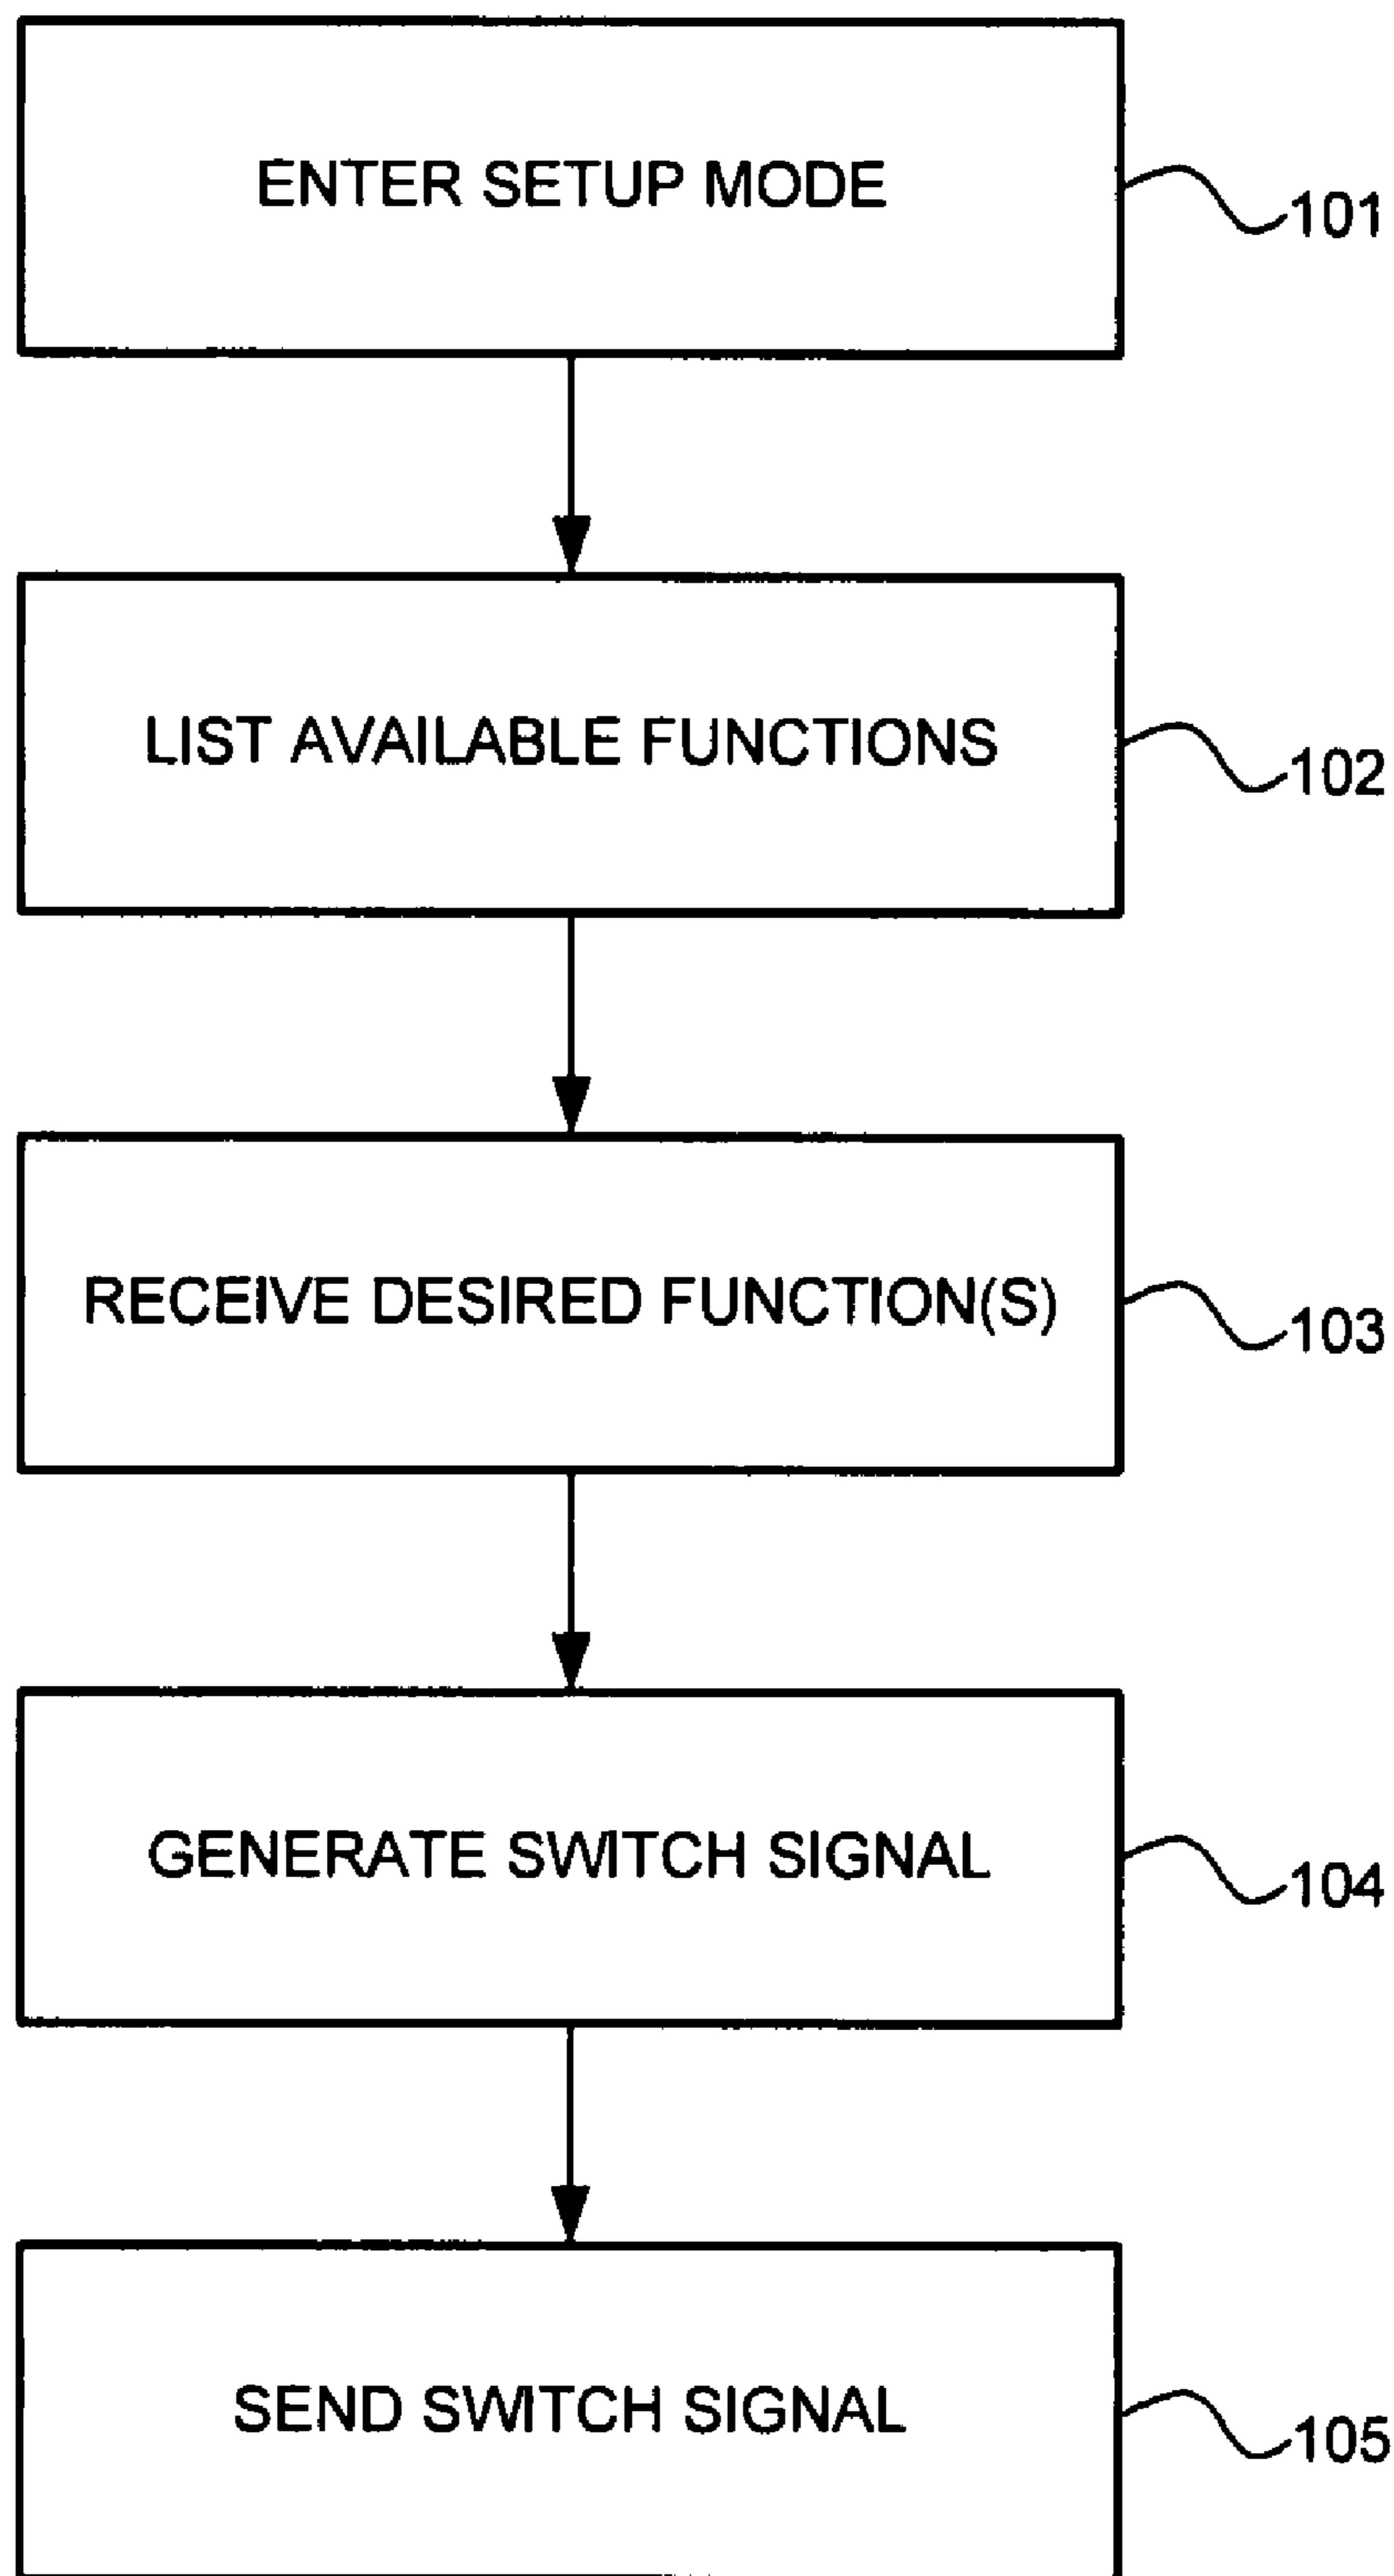 ENTER SETUP MODE
101
LIST AVAILABLE FUNCTIONS
102
RECEIVE DESIRED FUNCTION(S)
103
GENERATE SWITCH SIGNAL
104
SEND SWITCH SIGNAL
105